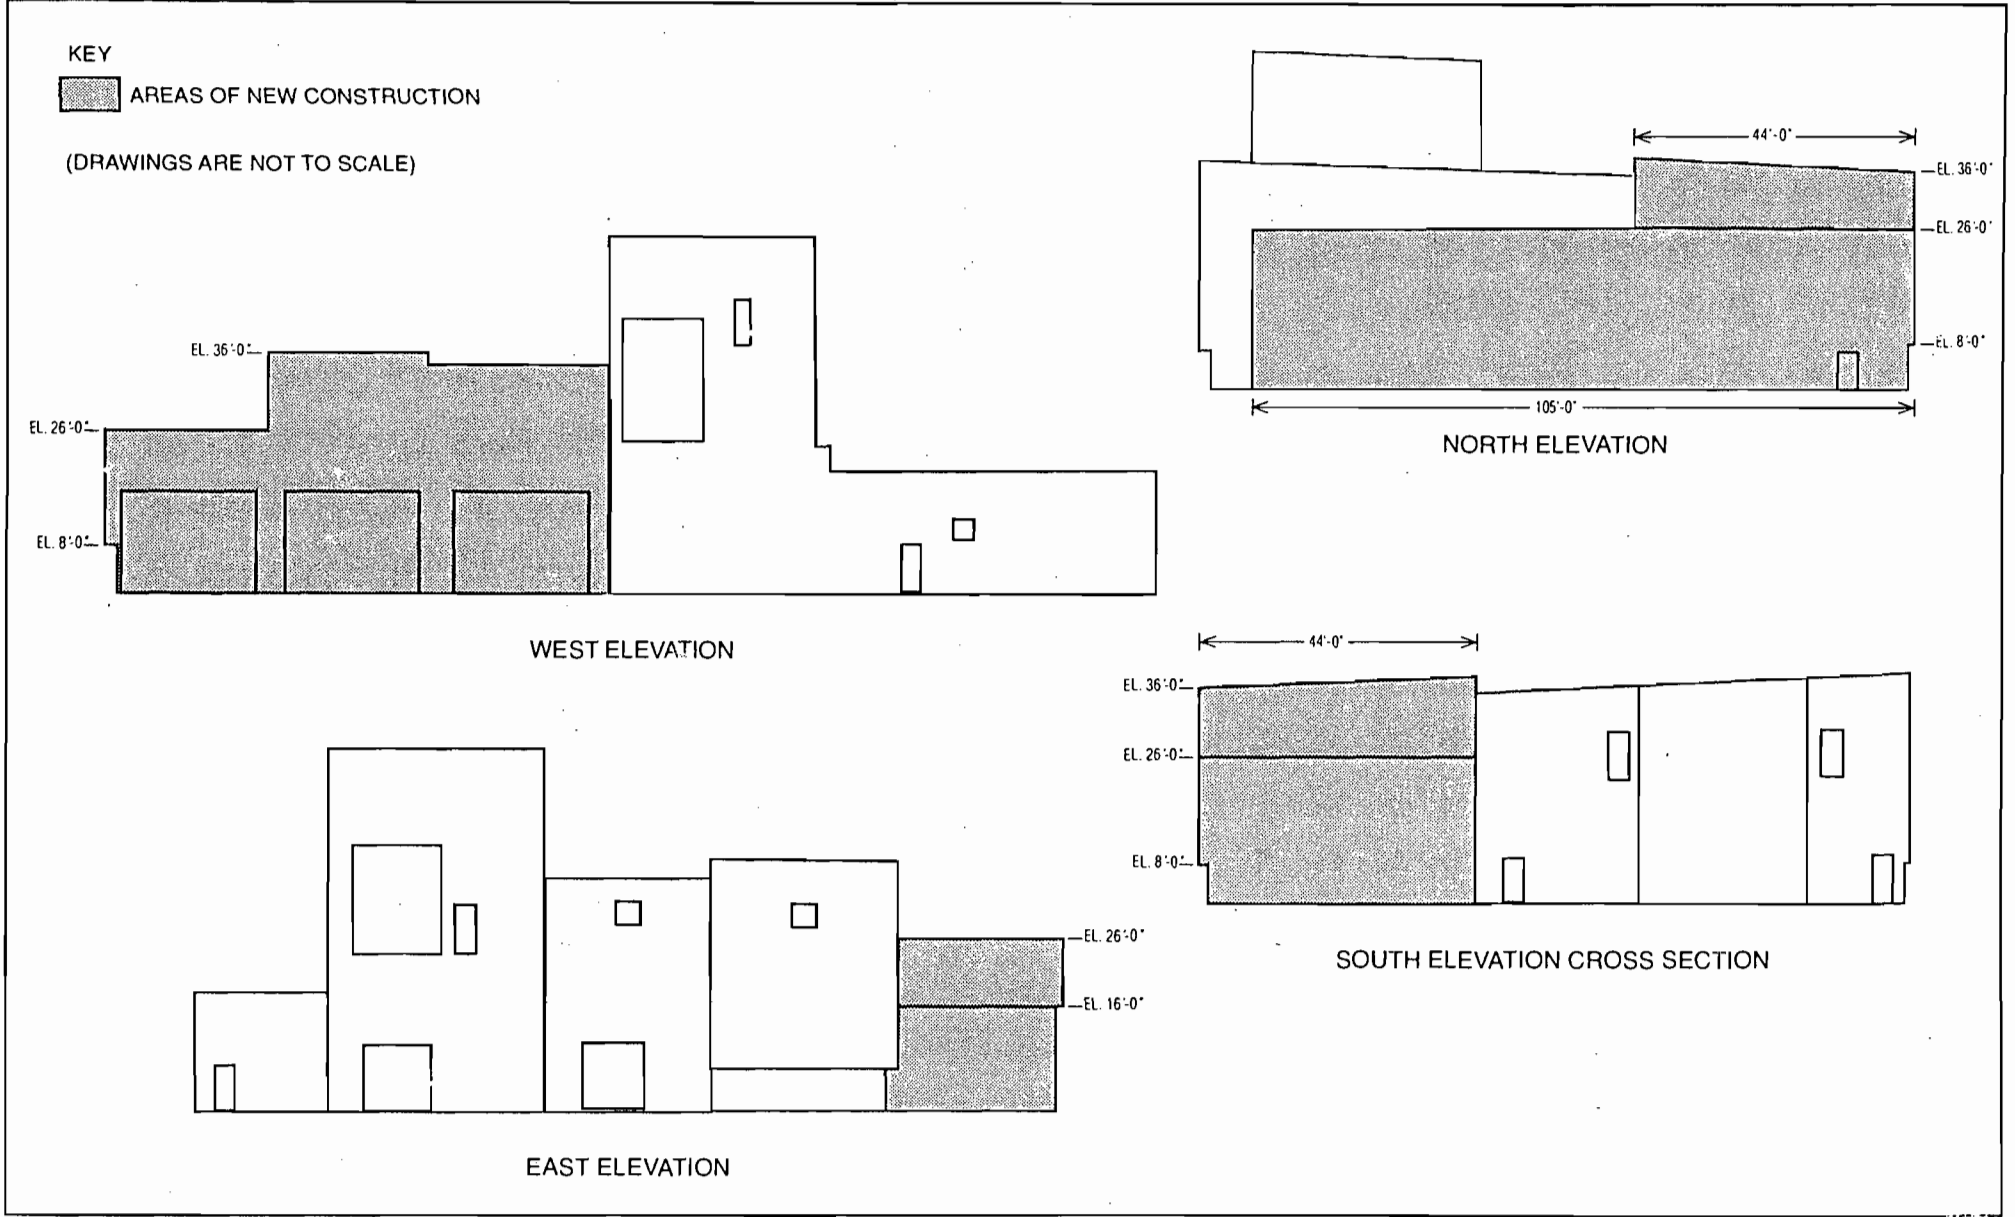 KEY
AREAS OF NEW CONSTRUCTION
(DRAWINGS ARE NOT TO SCALE)
EL. 36'-0"
EL. 26'-0"
EL. 8'-0"
WEST ELEVATION
44'-0"
EL. 36'-0"
EL. 26'-0"
EL. 8'-0"
105'-0"
NORTH ELEVATION
EL. 26'-0"
EL. 16'-0"
EAST ELEVATION
44'-0"
EL. 36'-0"
EL. 26'-0"
EL. 8'-0"
SOUTH ELEVATION CROSS SECTION